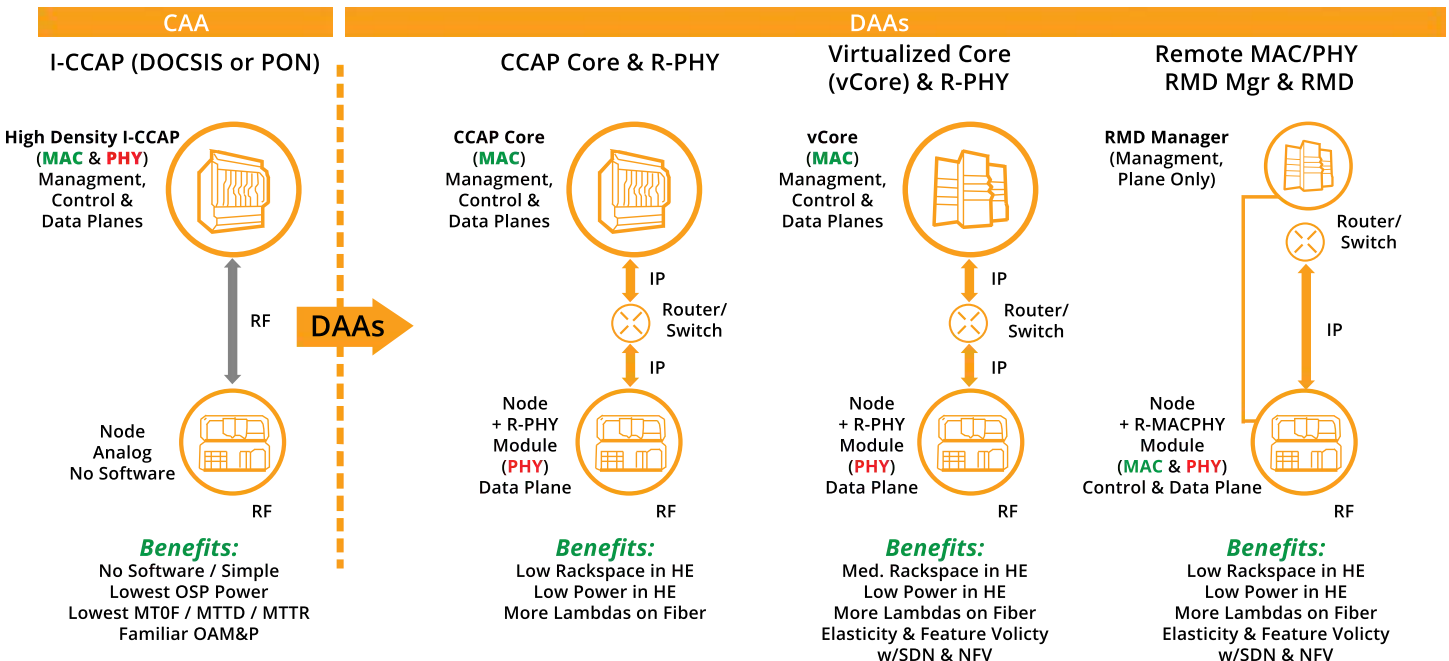 CAA
DAAs
I-CCAP (DOCSIS or PON)
High Density I-CCAP
(MAC & PHY)
Managment,
Control &
Data Planes
RF
Node
Analog
No Software
RF
Benefits:
No Software / Simple
Lowest OSP Power
Lowest MT0F / MTTD / MTTR
Familiar OAM&P
DAAs
CCAP Core & R-PHY
CCAP Core
(MAC)
Managment,
Control &
Data Planes
IP
Router/
Switch
IP
Node
+ R-PHY
Module
(PHY)
Data Plane
RF
Benefits:
Low Rackspace in HE
Low Power in HE
More Lambdas on Fiber
Virtualized Core
(vCore) & R-PHY
vCore
(MAC)
Managment,
Control &
Data Planes
IP
Router/
Switch
IP
Node
+ R-PHY
Module
(PHY)
Data Plane
RF
Benefits:
Med. Rackspace in HE
Low Power in HE
More Lambdas on Fiber
Elasticity & Feature Volicty
w/SDN & NFV
Remote MAC/PHY
RMD Mgr & RMD
RMD Manager
(Managment,
Plane Only)
Router/
Switch
IP
Node
+ R-MACPHY
Module
(MAC & PHY)
Control & Data Plane
RF
Benefits:
Low Rackspace in HE
Low Power in HE
More Lambdas on Fiber
Elasticity & Feature Volicty
w/SDN & NFV